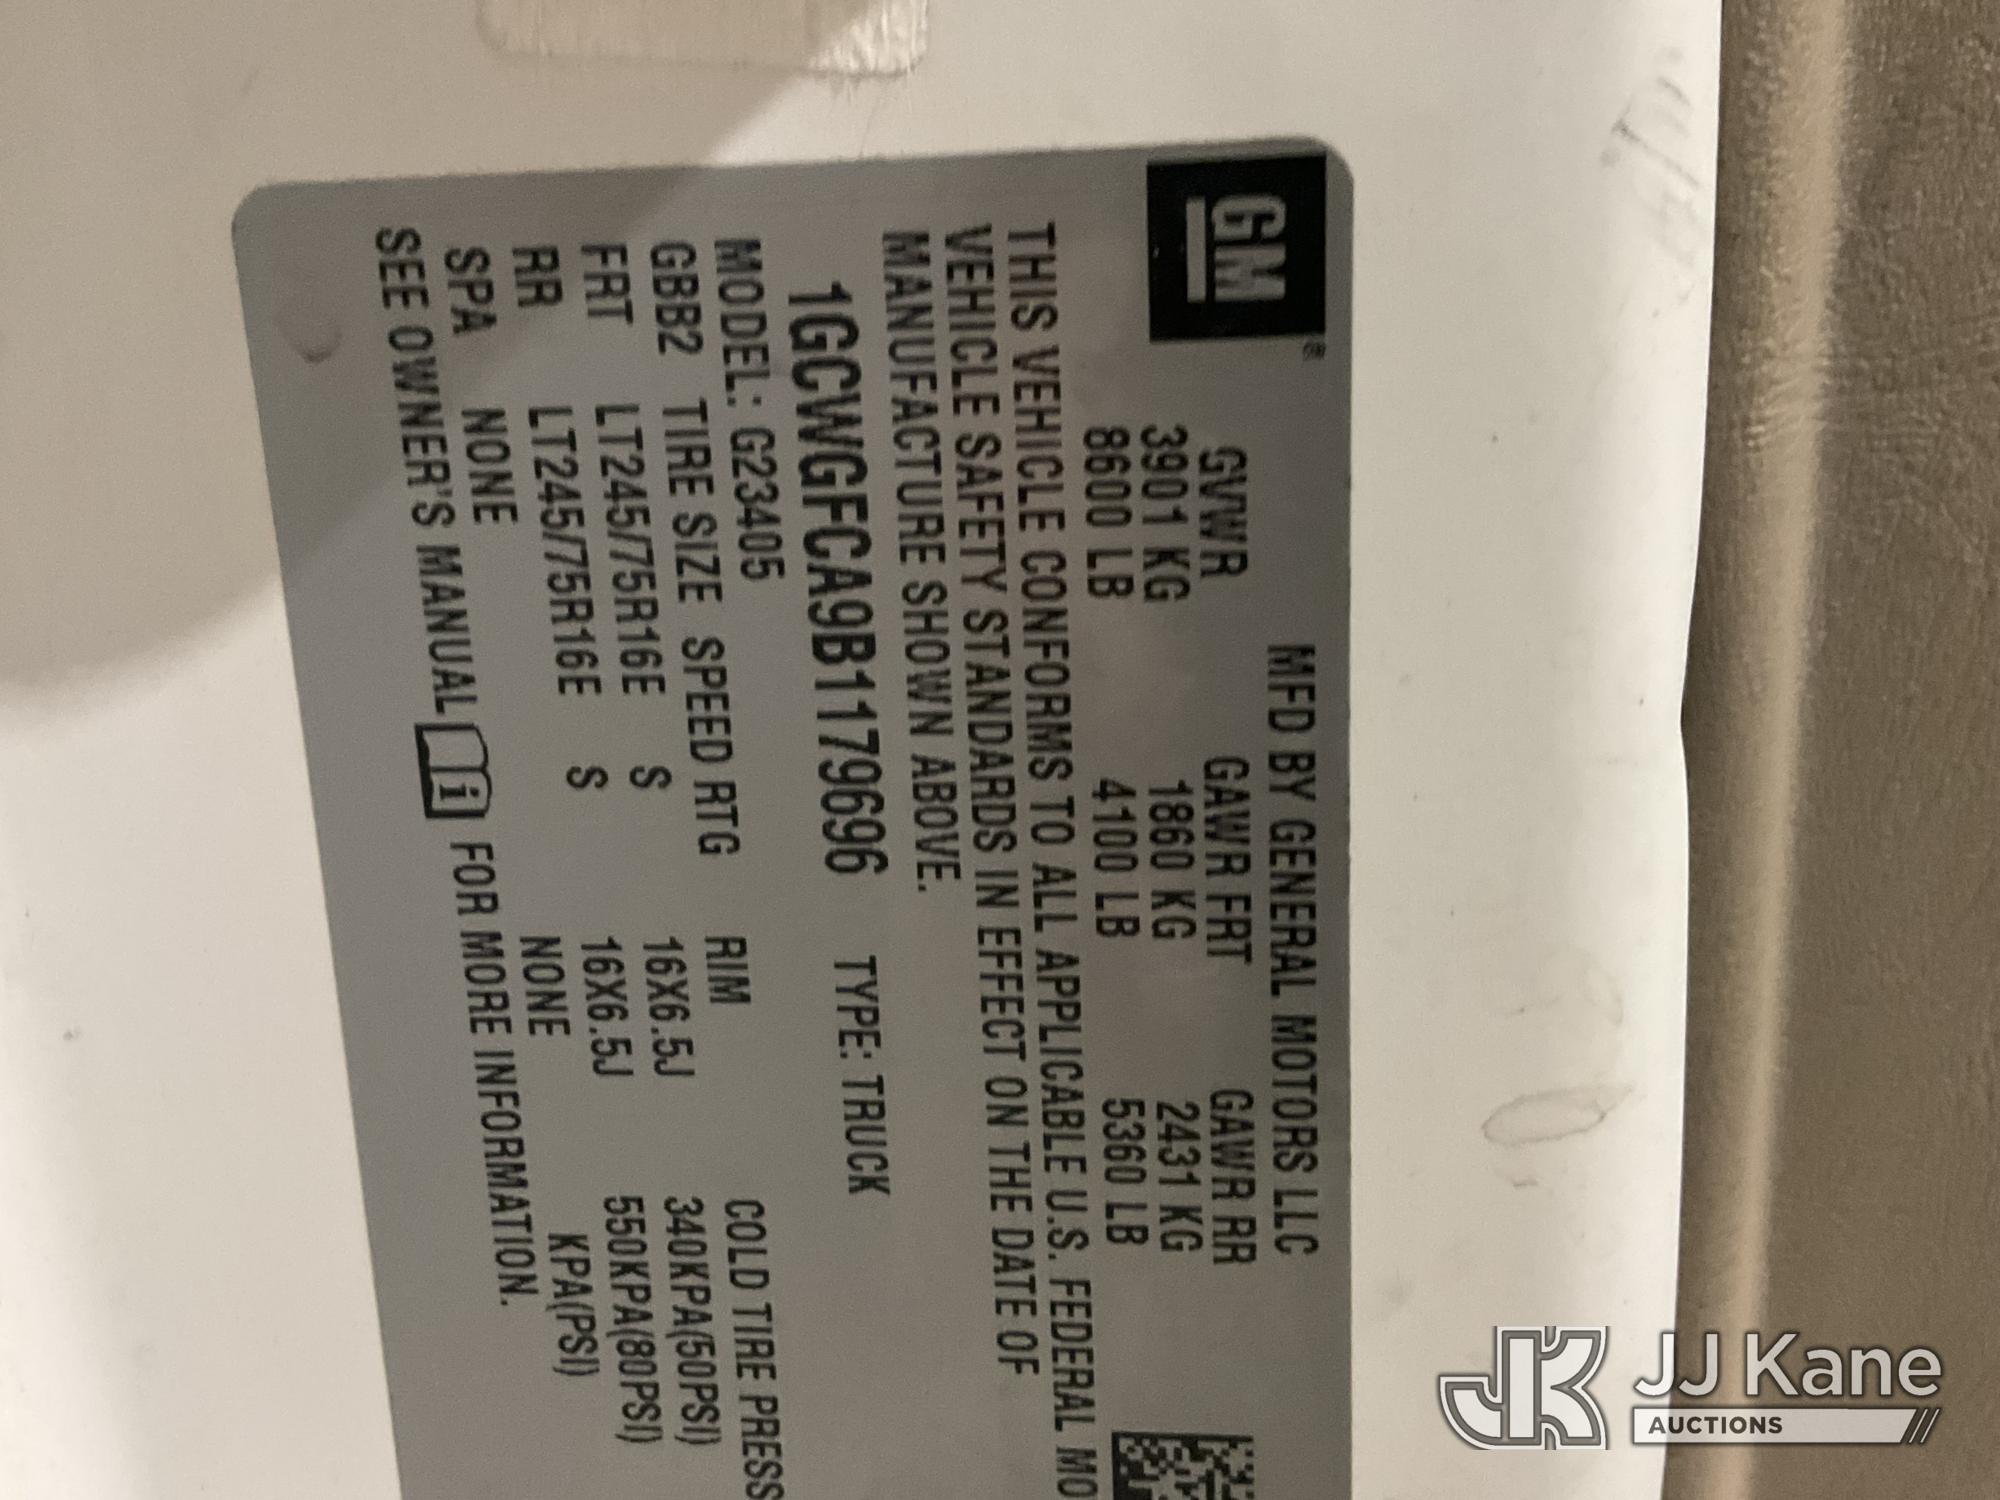 GM
MFD BY GENERAL MOTORS LLC
GVWR GAWR FRT GAWR RR
3901 KG 1860 KG 2431 KG
8600 LB 4100 LB 5360 LB
THIS VEHICLE CONFORMS TO ALL APPLICABLE U.S. FEDERAL MO
VEHICLE SAFETY STANDARDS IN EFFECT ON THE DATE OF
MANUFACTURE SHOWN ABOVE.
1GCWGFCA9B1179696 TYPE: TRUCK
MODEL: G23405
GBB2 TIRE SIZE SPEED RTG RIM COLD TIRE PRESS
FRT LT245/75R16E S 16X6.5J 340KPA(50PSI)
RR LT245/75R16E S 16X6.5J 550KPA(80PSI)
SPA NONE NONE KPA(PSI)
SEE OWNER'S MANUAL i FOR MORE INFORMATION.
JK JJ Kane
AUCTIONS